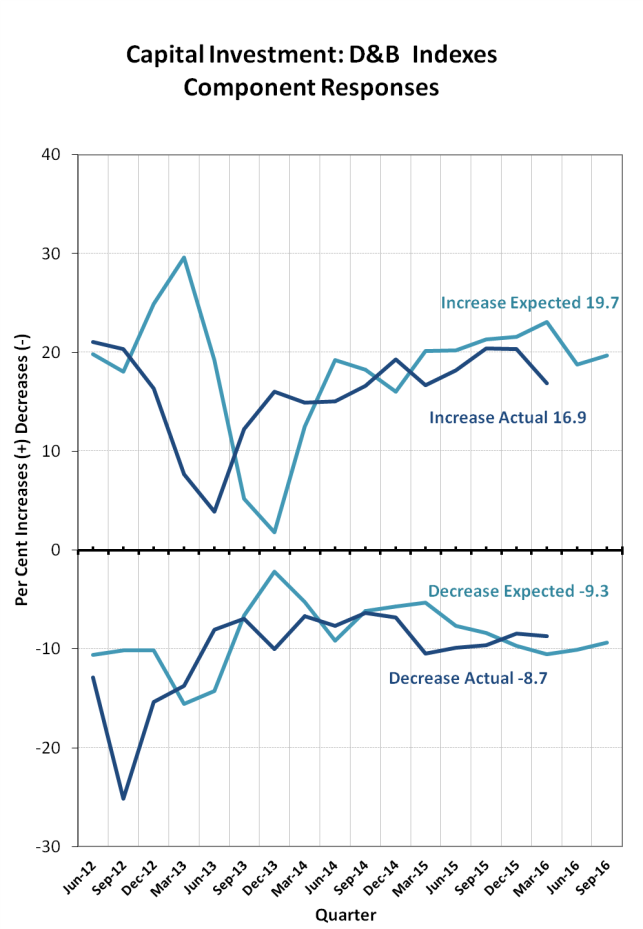 Capital Investment: D&B Indexes
Component Responses
Per Cent Increases (+) Decreases (-)
40
30
20
10
0
-10
-20
-30
Increase Expected 19.7
Increase Actual 16.9
Decrease Expected -9.3
Decrease Actual -8.7
Jun-12
Sep-12
Dec-12
Mar-13
Jun-13
Sep-13
Dec-13
Mar-14
Jun-14
Sep-14
Dec-14
Mar-15
Jun-15
Sep-15
Dec-15
Mar-16
Jun-16
Sep-16
Quarter